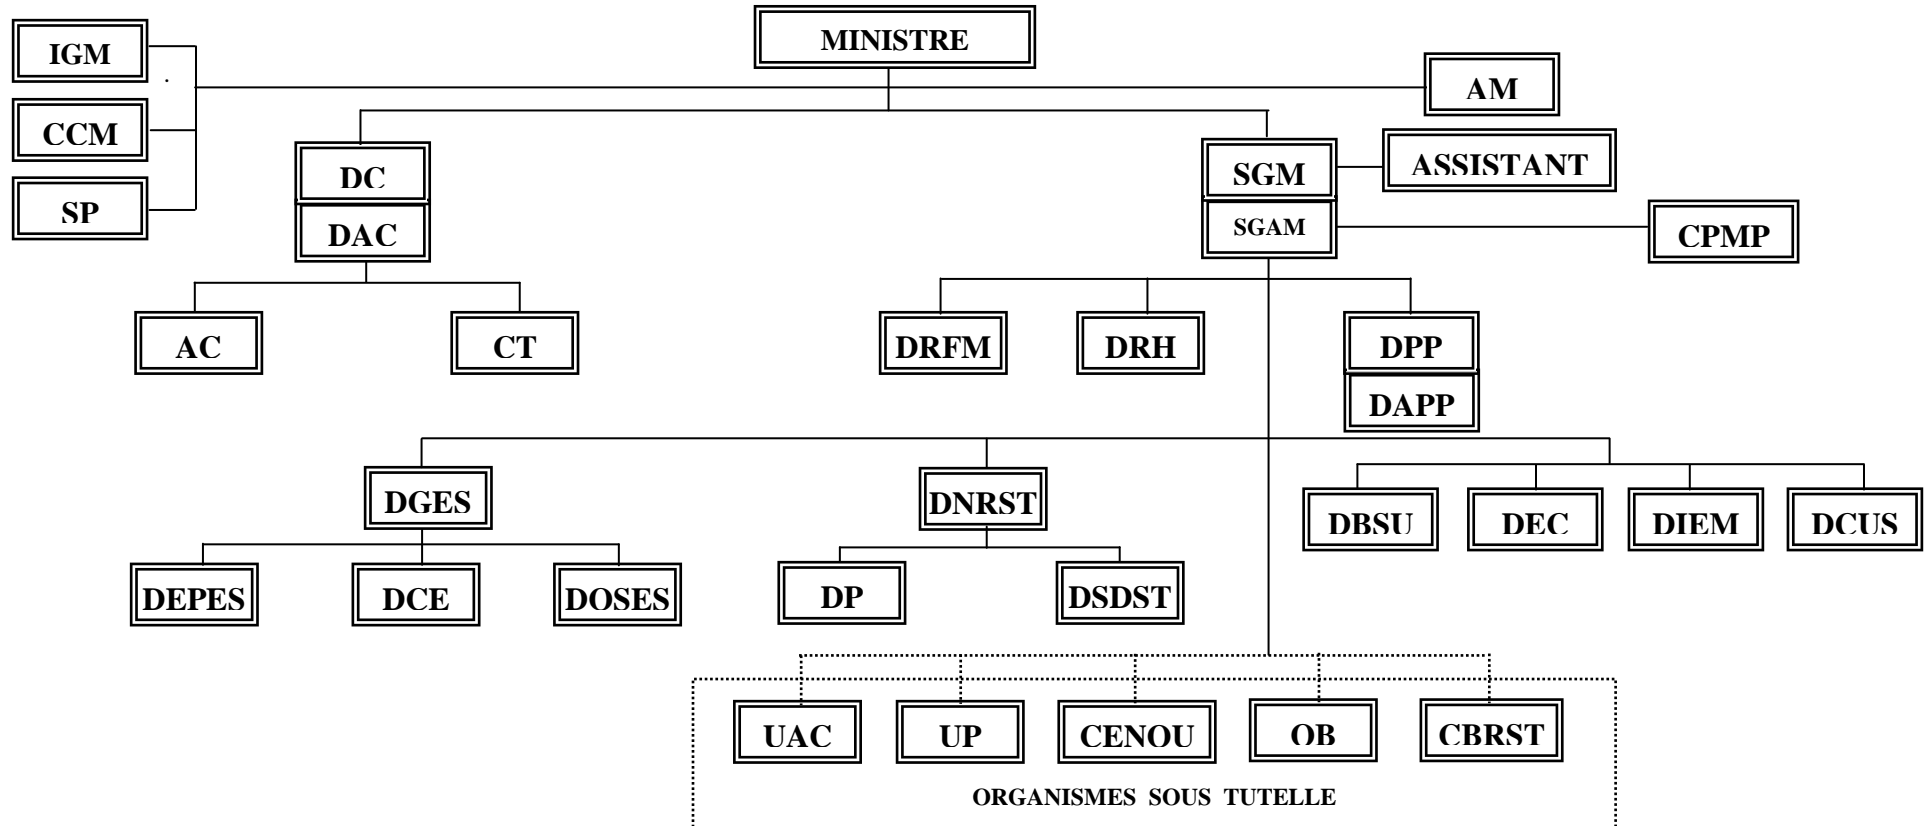 MINISTRE
IGM
.
AM
CCM
DC
SGM
ASSISTANT
SP
DAC
SGAM
CPMP
AC
CT
DRFM
DRH
DPP
DAPP
DGES
DNRST
DBSU
DEC
DIEM
DCUS
DEPES
DCE
DOSES
DP
DSDST
UAC
UP
CENOU
OB
CBRST
ORGANISMES SOUS TUTELLE